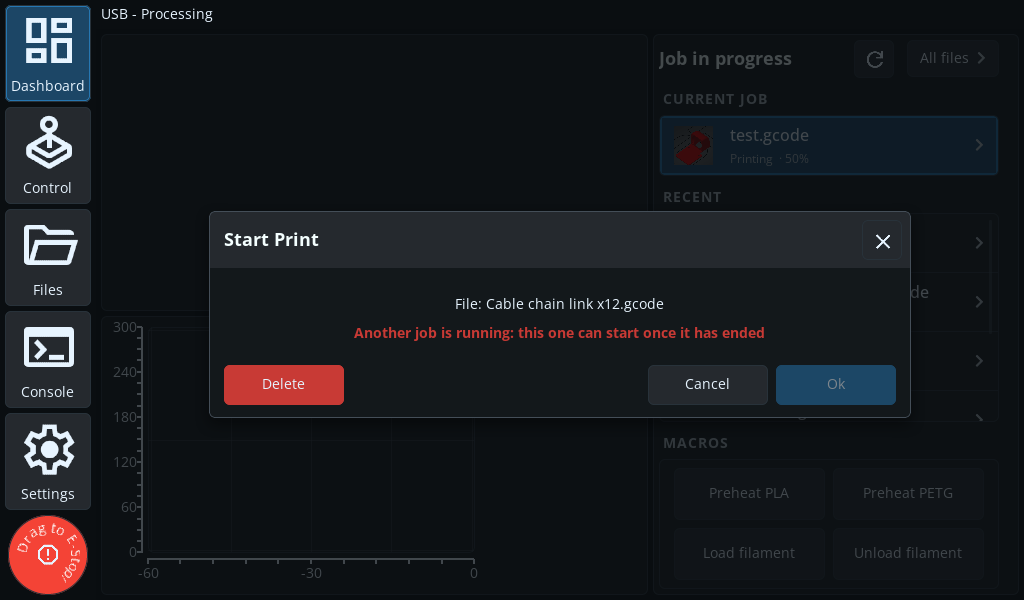 USB - Processing
Dashboard
Control
Files
Console
Settings
Drag to E-Stop!
Job in progress
All files
CURRENT JOB
test.gcode
Printing · 50%
RECENT
de
Start Print
File: Cable chain link x12.gcode
Another job is running: this one can start once it has ended
Delete
Cancel
Ok
300
240
180
120
60
0
-60
-30
0
MACROS
Preheat PLA
Preheat PETG
Load filament
Unload filament